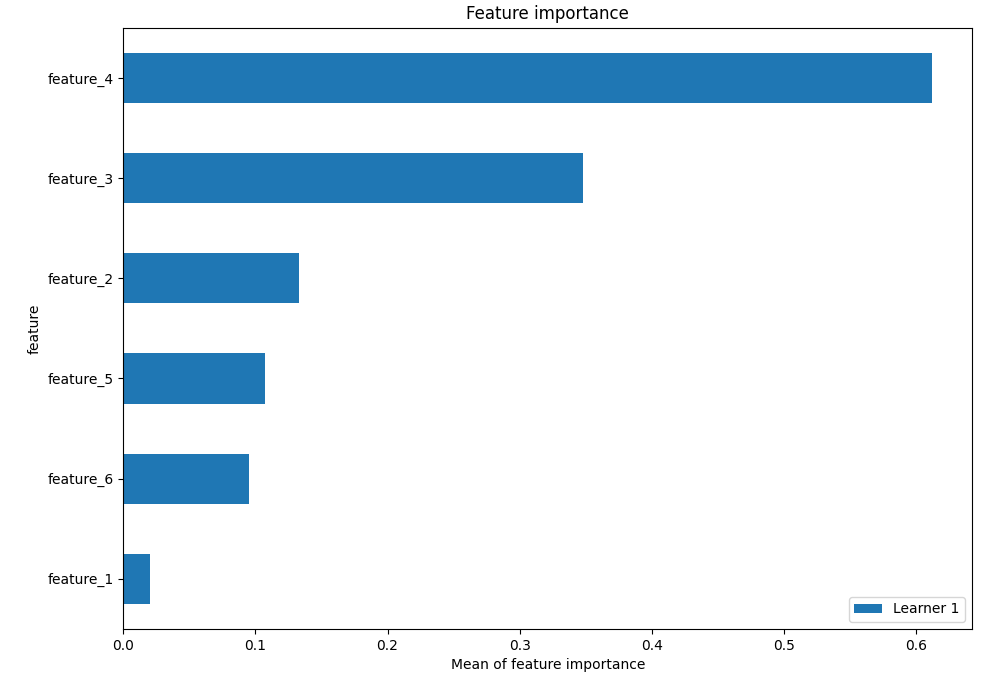 Feature importance
feature_4
feature_3
feature_2
feature_5
feature_6
feature_1
feature
0.0 0.1 0.2 0.3 0.4 0.5 0.6
Mean of feature importance
Learner 1